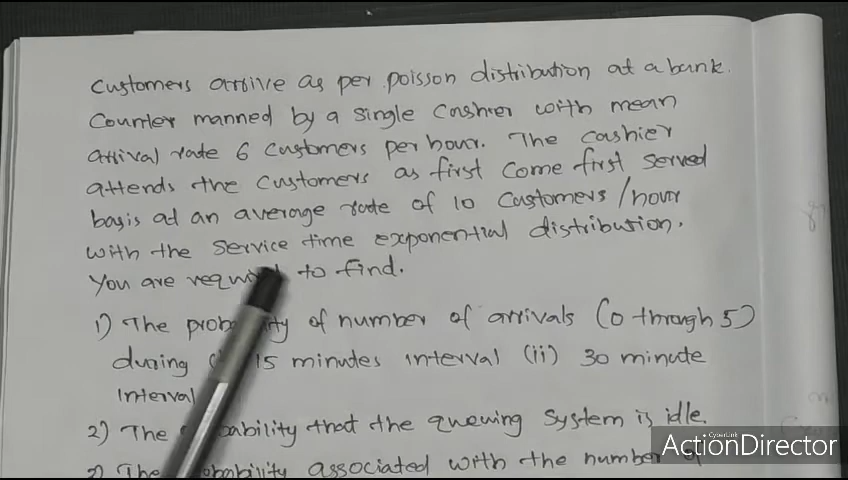 Customers arrive as per poisson distribution at a bank.
Counter manned by a single cashier with mean
arrival rate 6 customers per hour. The cashier
attends the customers as first come first served
basis at an average rate of 10 customers/hour
with the service time exponential distribution.
You are to find.
1) The of number of arrivals (0 through 5)
during 15 minutes interval (ii) 30 minute
Interval
2) The that the queuing system is idle.
The associated with the number
CyberLink
ActionDirector